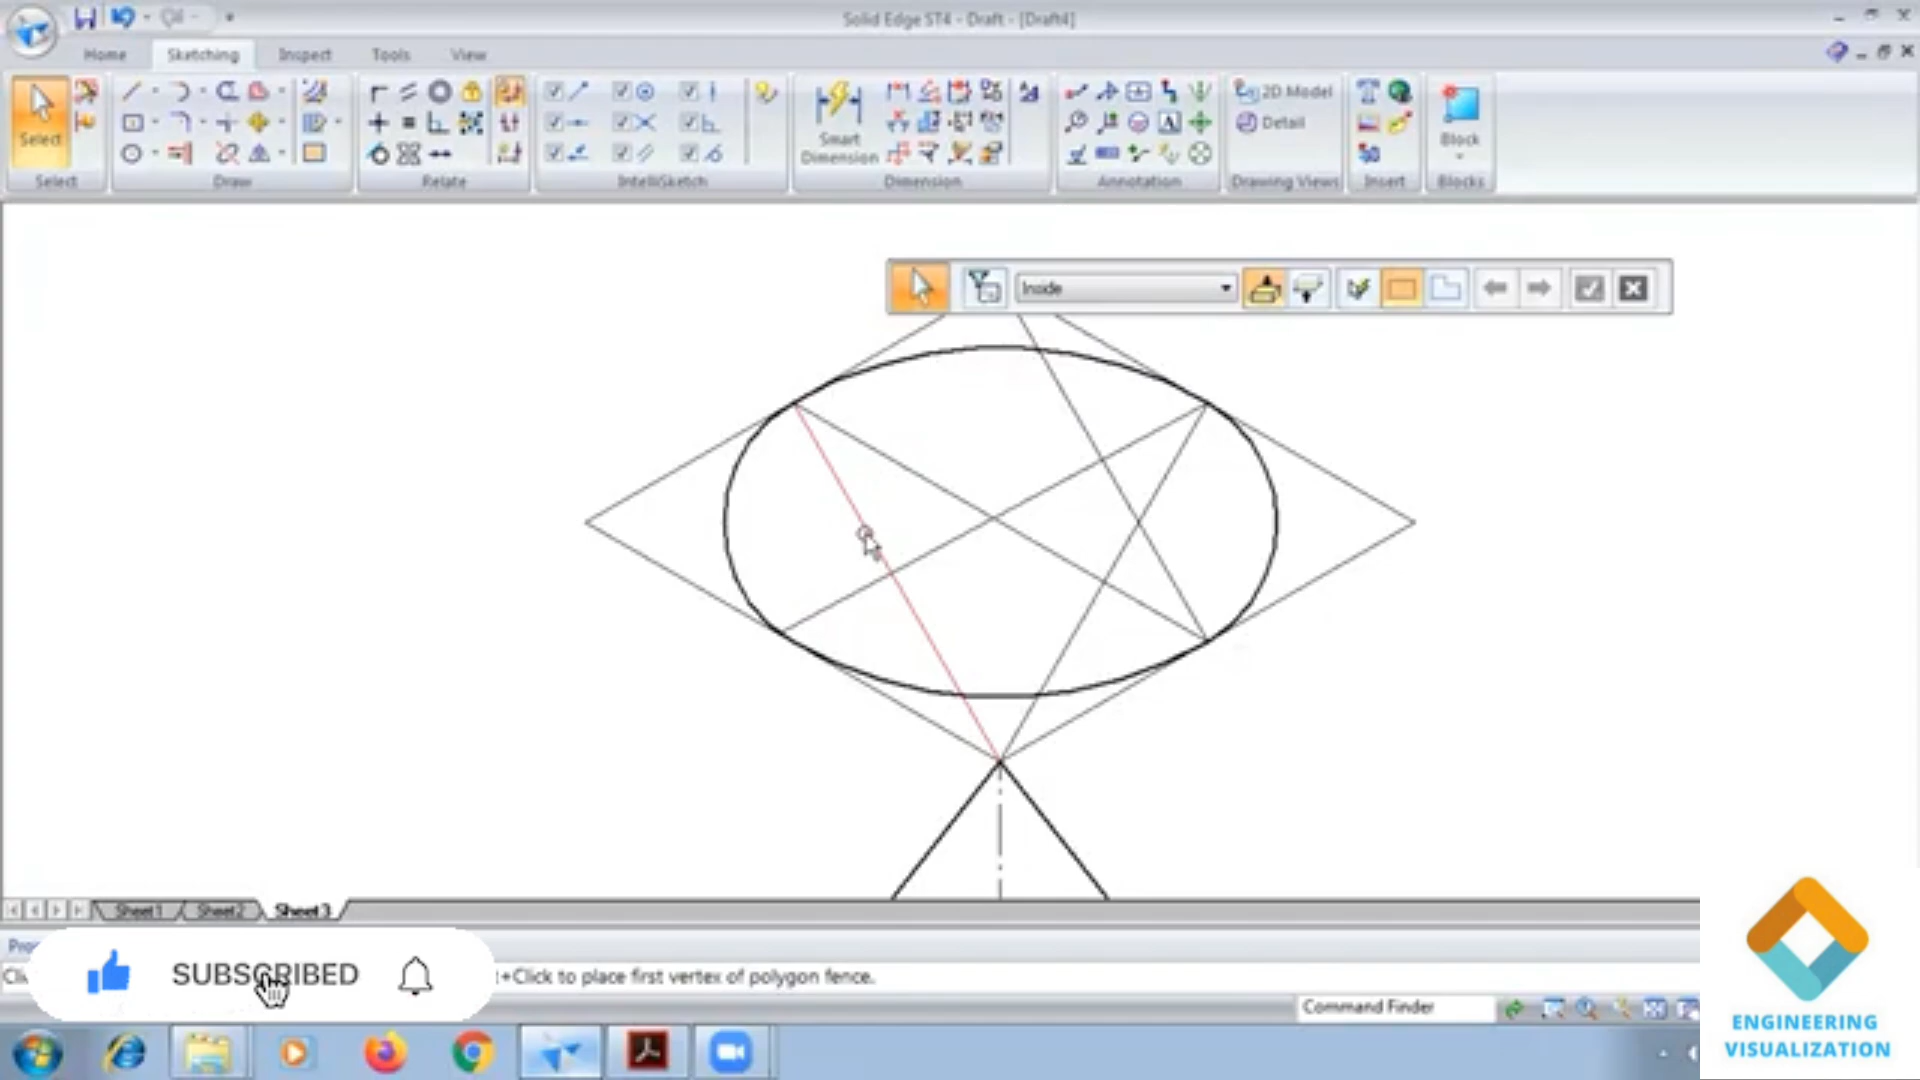 Solid Edge ST4 - Draft - [Draft4]
Home Sketching Inspect Tools View
Select
Smart
Dimension
2D Model
Detail
Block
Select Draw Relate IntelliSketch Dimension Annotation Drawing Views Insert Blocks
Inside
Sheet1 Sheet2 Sheet3
SUBSCRIBED
+Click to place first vertex of polygon fence.
Command Finder
ENGINEERING
VISUALIZATION